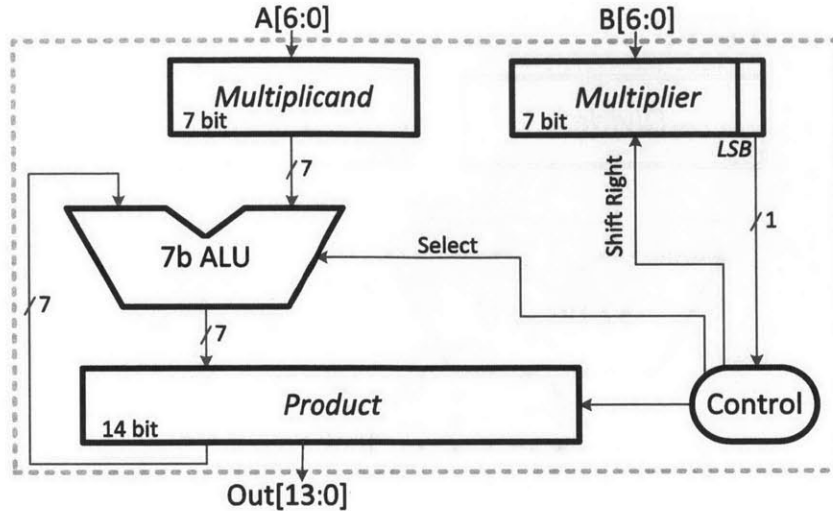 A[6:0]
B[6:0]
Multiplicand
7 bit
Multiplier
7 bit
LSB
7
Shift Right
1
7b ALU
Select
7
7
Product
14 bit
Control
Out[13:0]